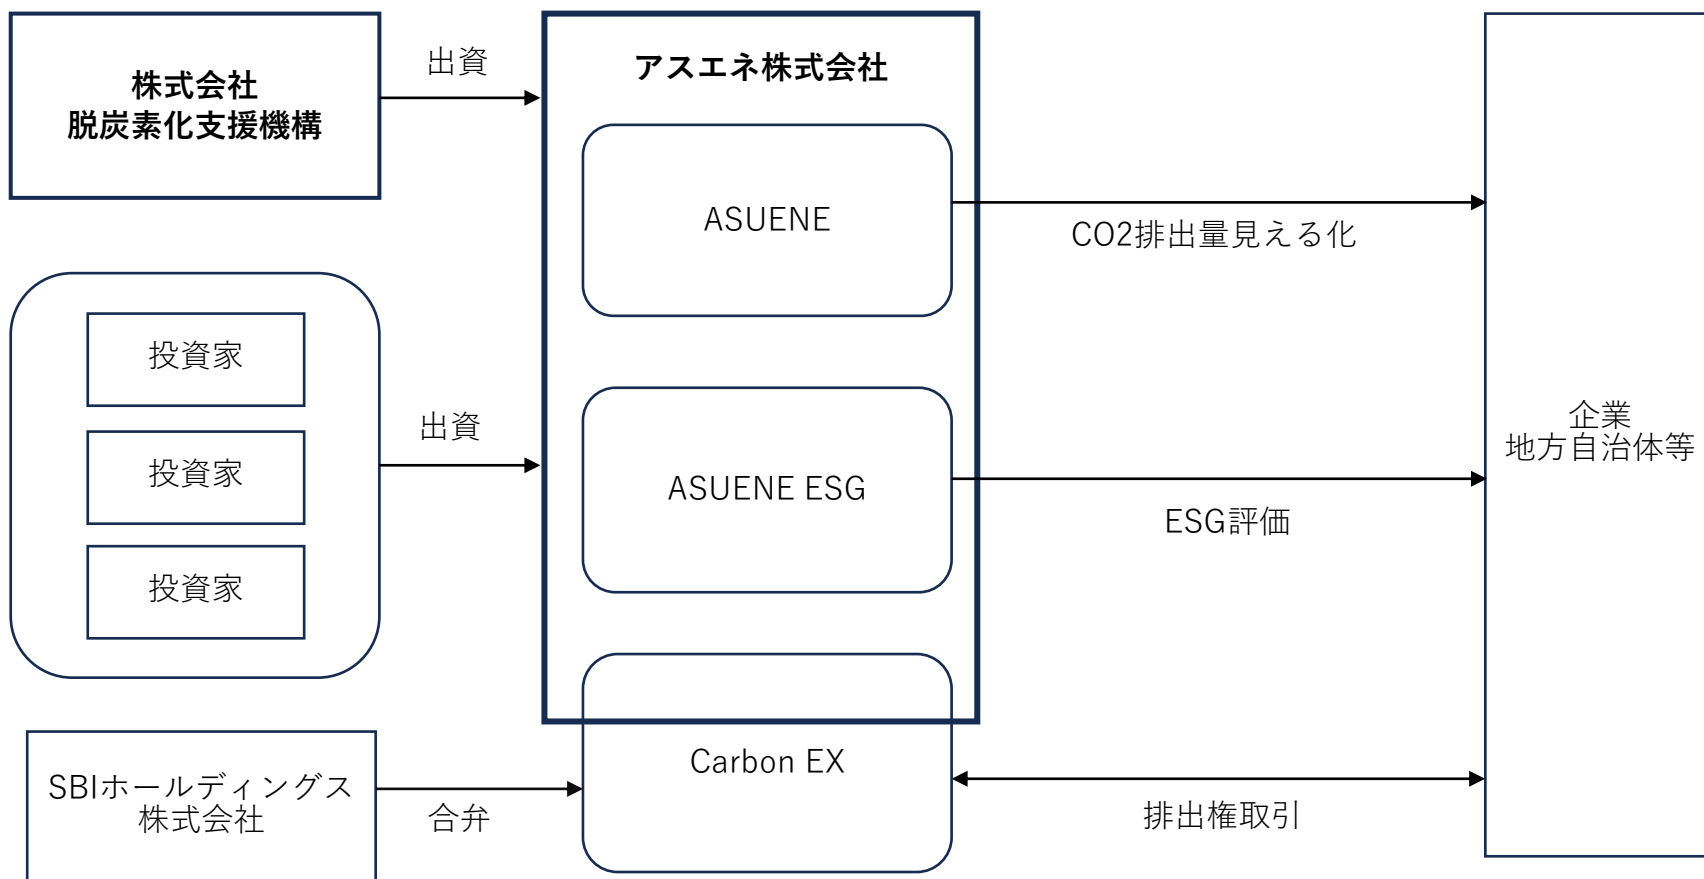 株式会社
脱炭素化支援機構
出資
アスエネ株式会社
ASUENE
CO2排出量見える化
投資家
投資家
投資家
出資
ASUENE ESG
ESG評価
企業
地方自治体等
SBIホールディングス
株式会社
合弁
Carbon EX
排出権取引